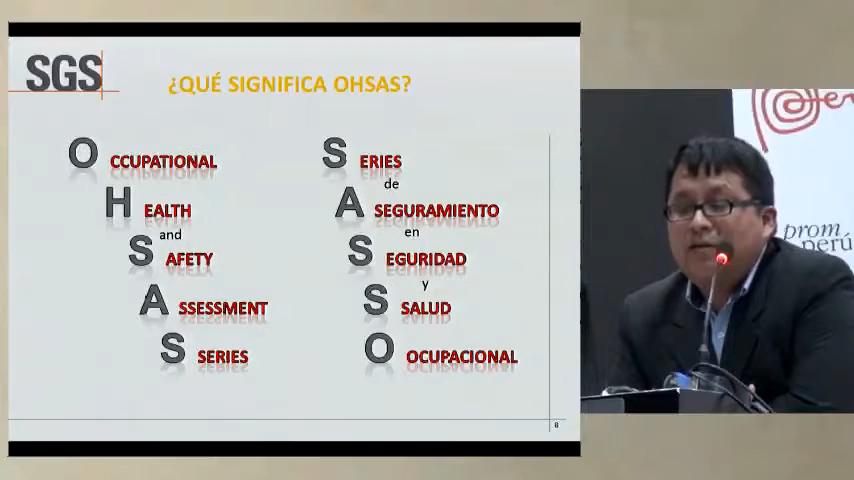 SGS
¿QUÉ SIGNIFICA OHSAS?
O CCUPATIONAL
H EALTH
and
S AFETY
A SSESSMENT
S SERIES
S ERIES
de
A SEGURAMIENTO
en
S EGURIDAD
y
S SALUD
O OCUPACIONAL
6
Per
prom
perú